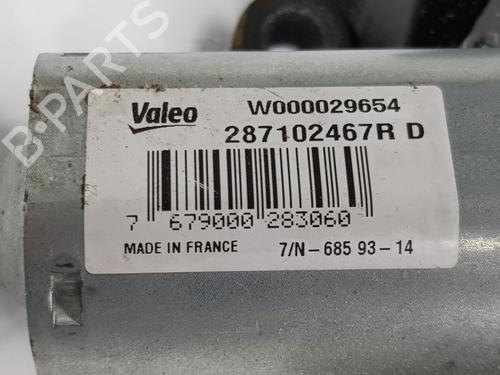 Valeo W000029654
287102467R D
7 679000 283060
MADE IN FRANCE 7/N-685 93-14
B-PARTS